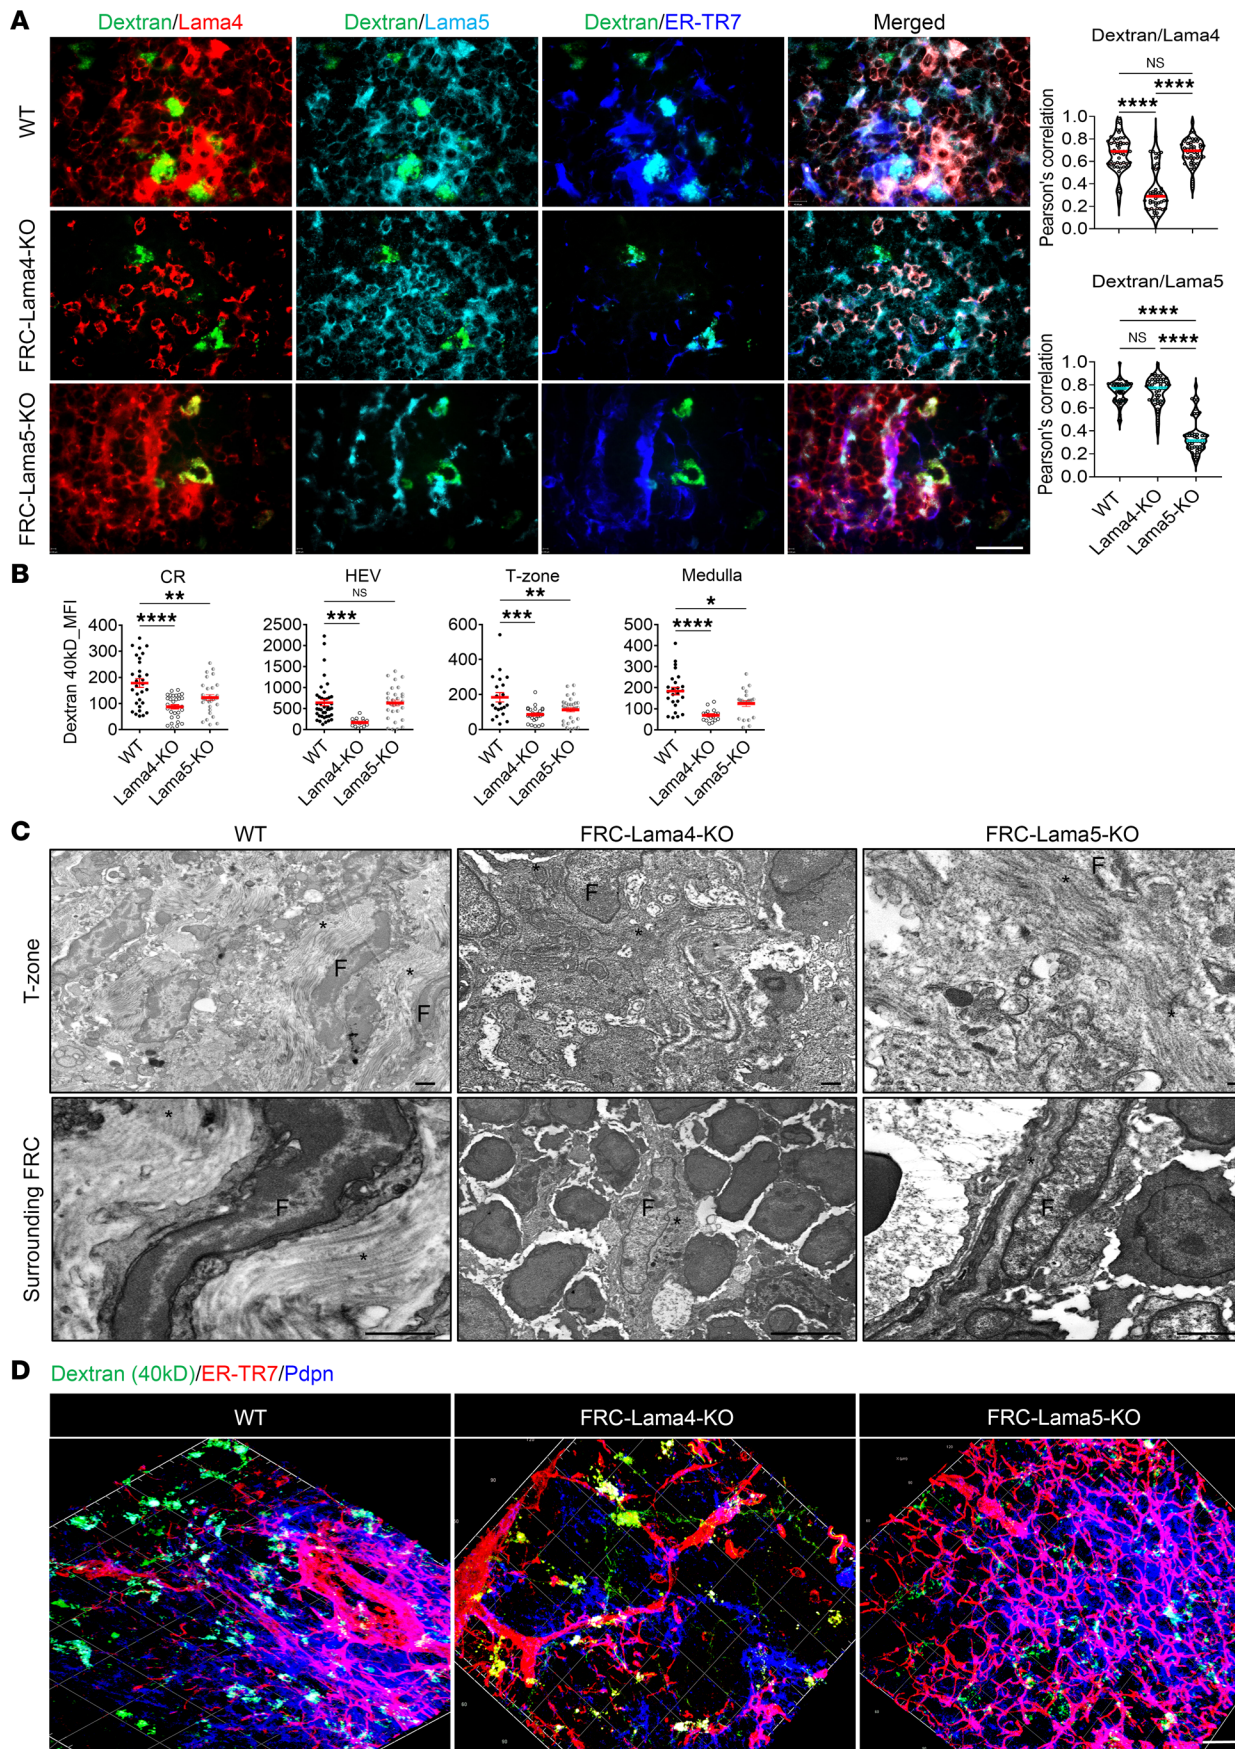 A
Dextran/Lama4
Dextran/Lama5
Dextran/ER-TR7
Merged
WT
FRC-Lama4-KO
FRC-Lama5-KO
Dextran/Lama4
NS
**** ****
Pearson's correlation
1.0
0.8
0.6
0.4
0.2
0.0
Dextran/Lama5
****
NS ****
Pearson's correlation
1.0
0.8
0.6
0.4
0.2
0.0
WT
Lama4-KO
Lama5-KO
B
CR
**
****
Dextran 40kD_MFI
400
300
200
100
0
WT
Lama4-KO
Lama5-KO
HEV
NS
***
2500
2000
1500
1000
500
0
WT
Lama4-KO
Lama5-KO
T-zone
**
***
600
400
200
0
WT
Lama4-KO
Lama5-KO
Medulla
*
****
500
400
300
200
100
0
WT
Lama4-KO
Lama5-KO
C
WT
FRC-Lama4-KO
FRC-Lama5-KO
T-zone
* F * F
* F *
F * *
Surrounding FRC
* F *
F *
* F
D
Dextran (40kD)/ER-TR7/Pdpn
WT
FRC-Lama4-KO
FRC-Lama5-KO